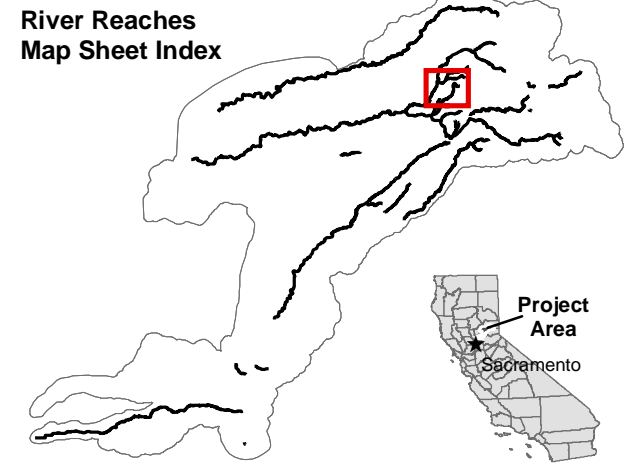 River Reaches
Map Sheet Index
Project
Area
Sacramento